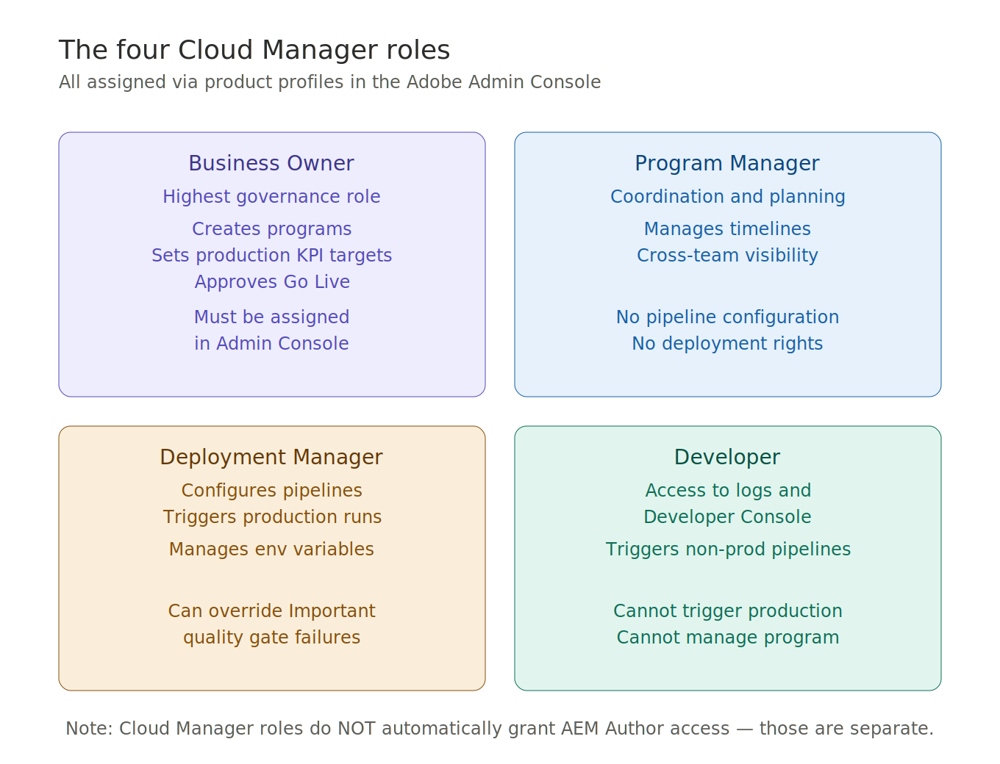 The four Cloud Manager roles
All assigned via product profiles in the Adobe Admin Console
Business Owner
Highest governance role
Creates programs
Sets production KPI targets
Approves Go Live
Must be assigned
in Admin Console
Program Manager
Coordination and planning
Manages timelines
Cross-team visibility
No pipeline configuration
No deployment rights
Deployment Manager
Configures pipelines
Triggers production runs
Manages env variables
Can override Important
quality gate failures
Developer
Access to logs and
Developer Console
Triggers non-prod pipelines
Cannot trigger production
Cannot manage program
Note: Cloud Manager roles do NOT automatically grant AEM Author access — those are separate.